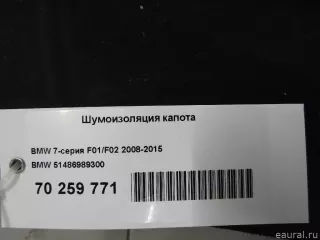 Шумоизоляция капота
BMW 7-серия F01/F02 2008-2015
BMW 51486989300
70 259 771
eaural.ru